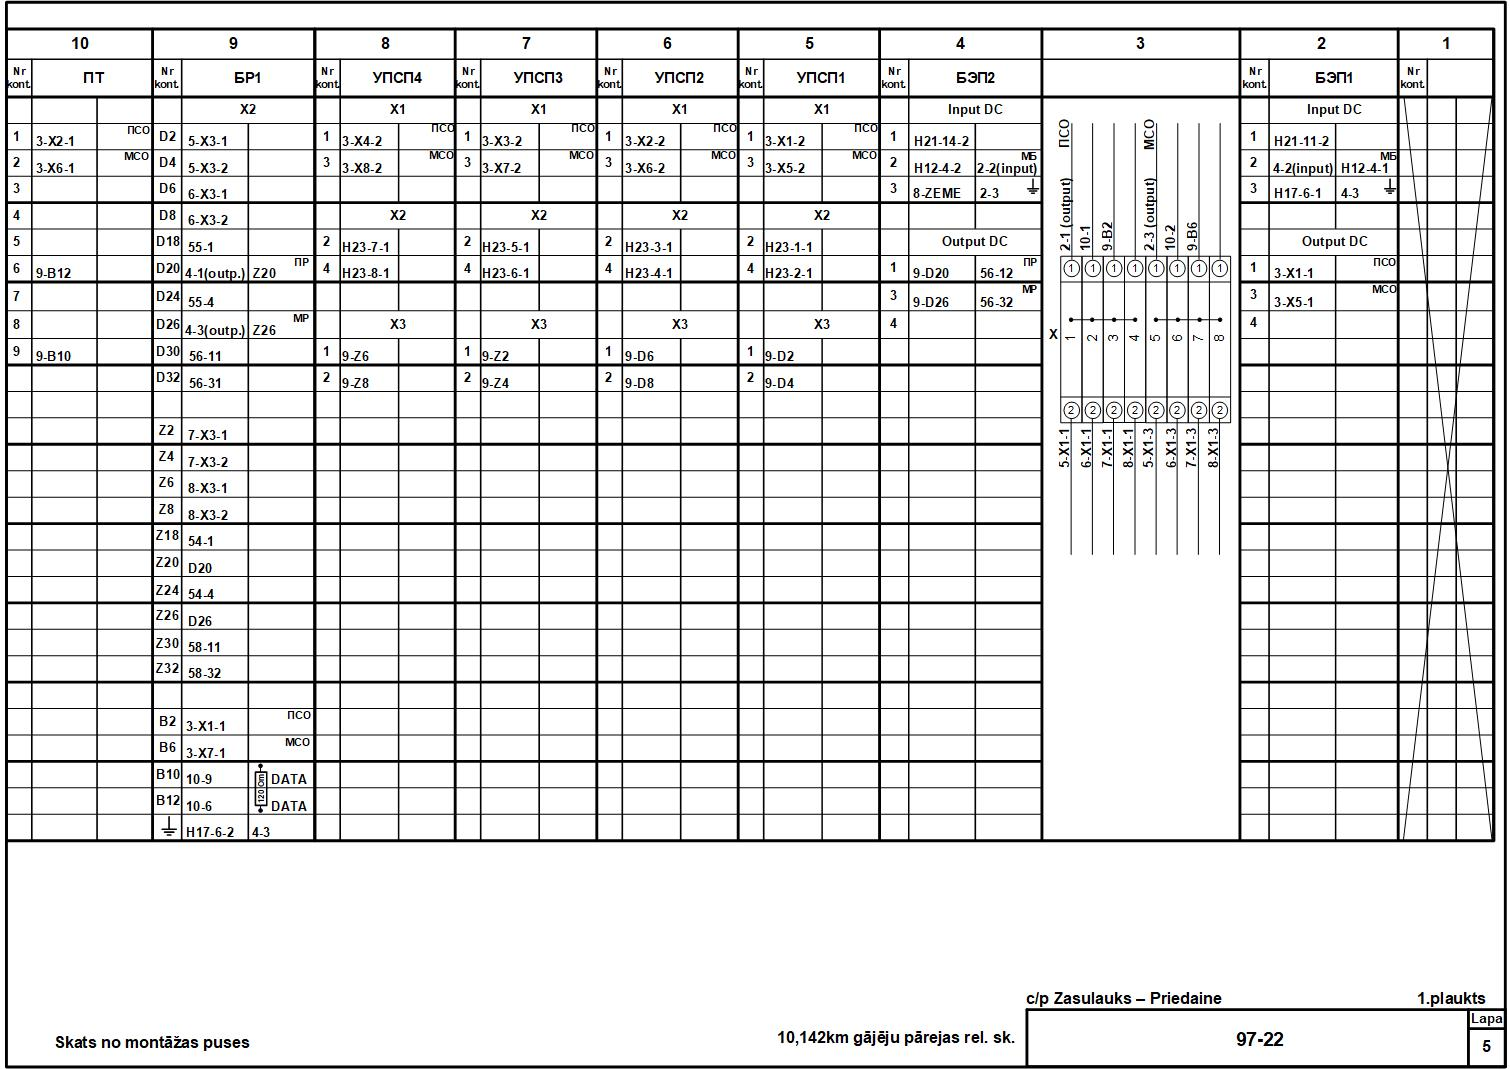 10 9 8 7 6 5 4 3 2 1
Nr kont. ПТ Nr kont. БР1 Nr kont. УПСП4 Nr kont. УПСП3 Nr kont. УПСП2 Nr kont. УПСП1 Nr kont. БЭП2 Nr kont. БЭП1 Nr kont.
X2 X1 X1 X1 X1 Input DC Input DC
1 3-X2-1 ПСО D2 5-X3-1 1 3-X4-2 ПСО 1 3-X3-2 ПСО 1 3-X2-2 ПСО 1 3-X1-2 ПСО 1 H21-14-2 1 H21-11-2
2 3-X6-1 МСО D4 5-X3-2 3 3-X8-2 МСО 3 3-X7-2 МСО 3 3-X6-2 МСО 3 3-X5-2 МСО 2 H12-4-2 2-2(input) МБ 2 4-2(input) H12-4-1 МБ
3 D6 6-X3-1 3 8-ZEME 2-3 3 H17-6-1 4-3
4 D8 6-X3-2 X2 X2 X2 X2
5 D18 55-1 2 H23-7-1 2 H23-5-1 2 H23-3-1 2 H23-1-1 Output DC Output DC
6 9-B12 D20 4-1(outp.) Z20 ПР 4 H23-8-1 4 H23-6-1 4 H23-4-1 4 H23-2-1 1 9-D20 56-12 ПР 1 3-X1-1 ПСО
7 D24 55-4 3 9-D26 56-32 МР 3 3-X5-1 МСО
8 D26 4-3(outp.) Z26 МР X3 X3 X3 X3 4 4
9 9-B10 D30 56-11 1 9-Z6 1 9-Z2 1 9-D6 1 9-D2
D32 56-31 2 9-Z8 2 9-Z4 2 9-D8 2 9-D4
Z2 7-X3-1
Z4 7-X3-2
Z6 8-X3-1
Z8 8-X3-2
Z18 54-1
Z20 D20
Z24 54-4
Z26 D26
Z30 58-11
Z32 58-32
B2 3-X1-1 ПСО
B6 3-X7-1 МСО
B10 10-9 DATA
120 Om
B12 10-6 DATA
H17-6-2 4-3
ПСО МСО
2-1 (output) 10-1 9-B2 2-3 (output) 10-2 9-B6
1 1 1 1 1 1 1 1
X 1 2 3 4 5 6 7 8
2 2 2 2 2 2 2 2
5-X1-1 6-X1-1 7-X1-1 8-X1-1 5-X1-3 6-X1-3 7-X1-3 8-X1-3
c/p Zasulauks – Priedaine 1.plaukts
Skats no montāžas puses
10,142km gājēju pārejas rel. sk.
97-22
Lapa
5